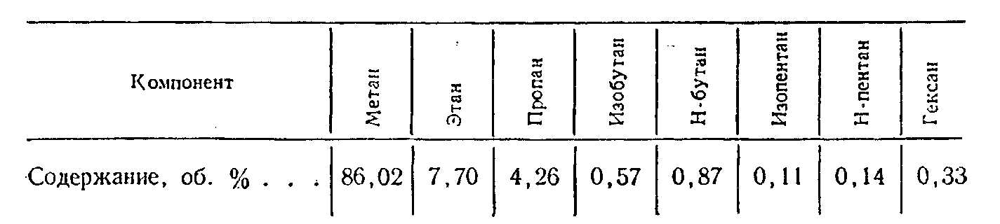 Компонент Метан Этан Пропан Изобутан Н-бутан Изопентан Н-пентан Гексан
Содержание, об. % . . . 86,02 7,70 4,26 0,57 0,87 0,11 0,14 0,33